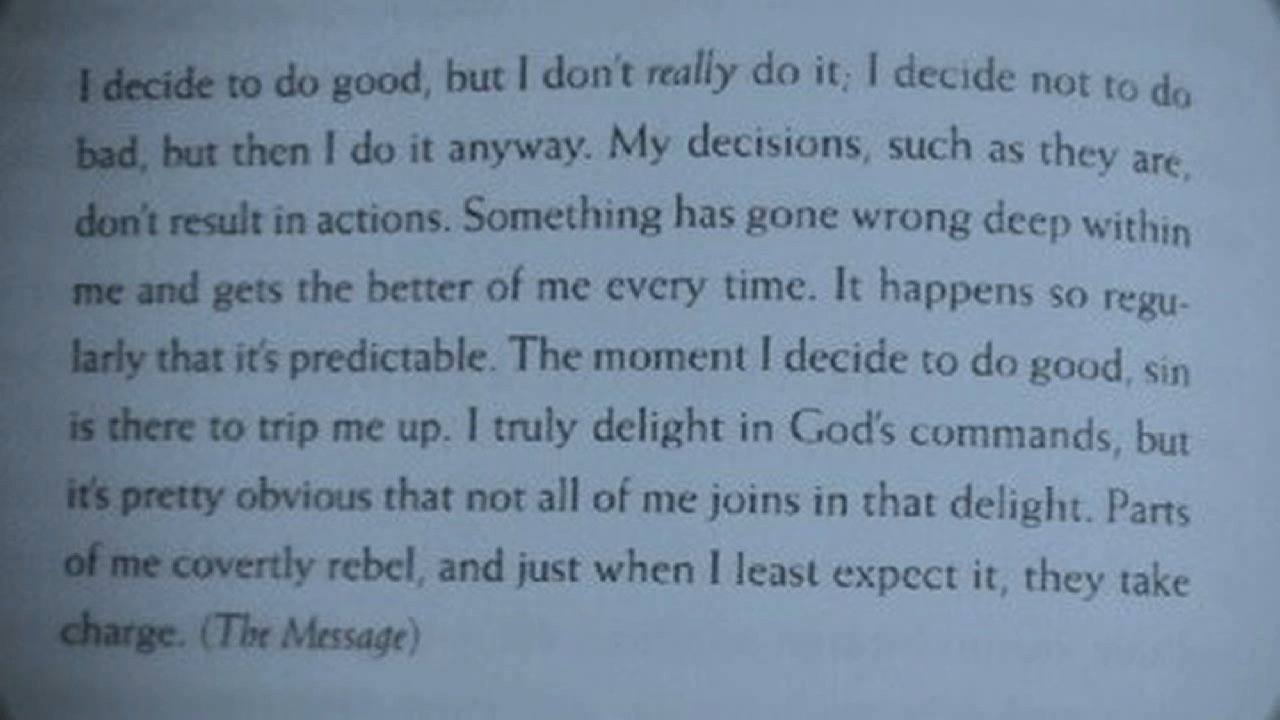 I decide to do good, but I don't really do it; I decide not to do
bad, but then I do it anyway. My decisions, such as they are,
don't result in actions. Something has gone wrong deep within
me and gets the better of me every time. It happens so regu-
larly that it's predictable. The moment I decide to do good, sin
is there to trip me up. I truly delight in God's commands, but
it's pretty obvious that not all of me joins in that delight. Parts
of me covertly rebel, and just when I least expect it, they take
charge. (The Message)